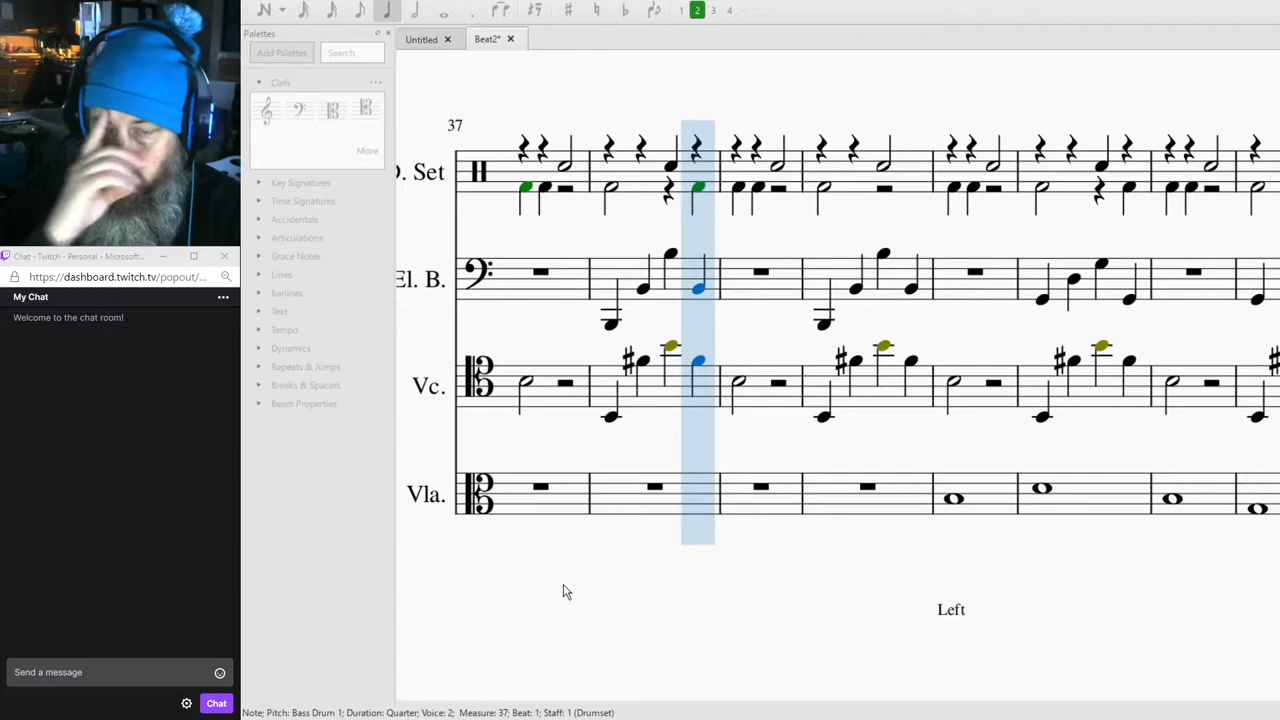 1 2 3 4
Palettes
Add Palettes
Search
Clefs
More
Key Signatures
Time Signatures
Accidentals
Articulations
Grace Notes
Lines
Barlines
Text
Tempo
Dynamics
Repeats & Jumps
Breaks & Spacers
Beam Properties
Untitled
Beat2*
37
D. Set
El. B.
Vc.
Vla.
Left
Chat - Twitch - Personal - Microsoft...
https://dashboard.twitch.tv/popout/...
My Chat
Welcome to the chat room!
Send a message
Chat
Note; Pitch: Bass Drum 1; Duration: Quarter; Voice: 2; Measure: 37; Beat: 1; Staff: 1 (Drumset)